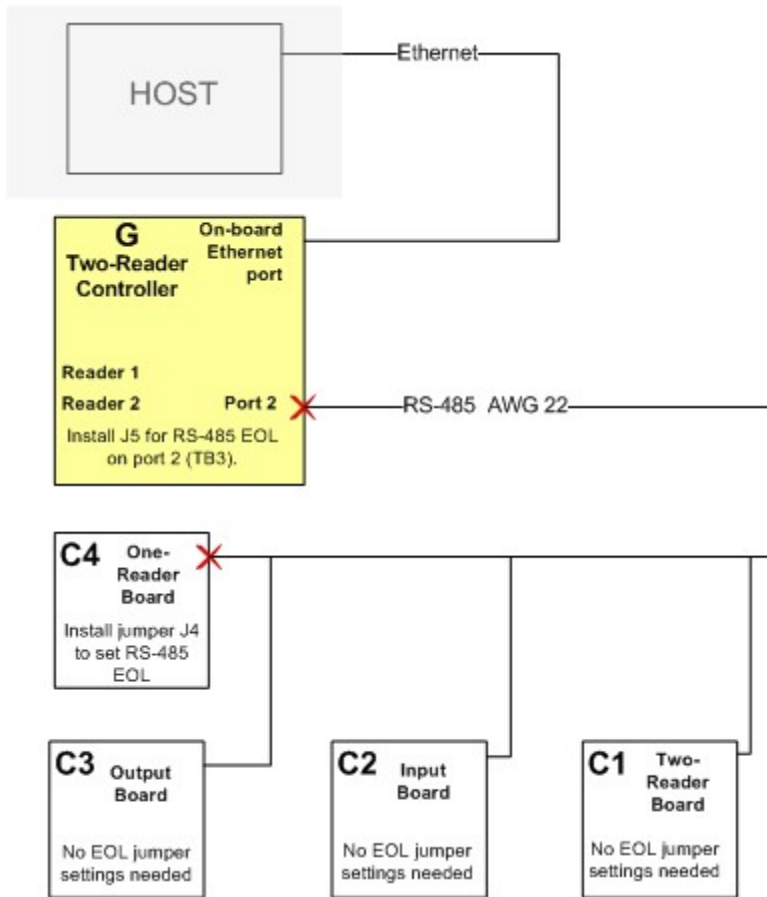 Ethernet
HOST
G
On-board
Ethernet
port
Two-Reader
Controller
Reader 1
Reader 2
Port 2
RS-485 AWG 22
Install J5 for RS-485 EOL
on port 2 (TB3).
C4
One-
Reader
Board
Install jumper J4
to set RS-485
EOL
C3
Output
Board
No EOL jumper
settings needed
C2
Input
Board
No EOL jumper
settings needed
C1
Two-
Reader
Board
No EOL jumper
settings needed